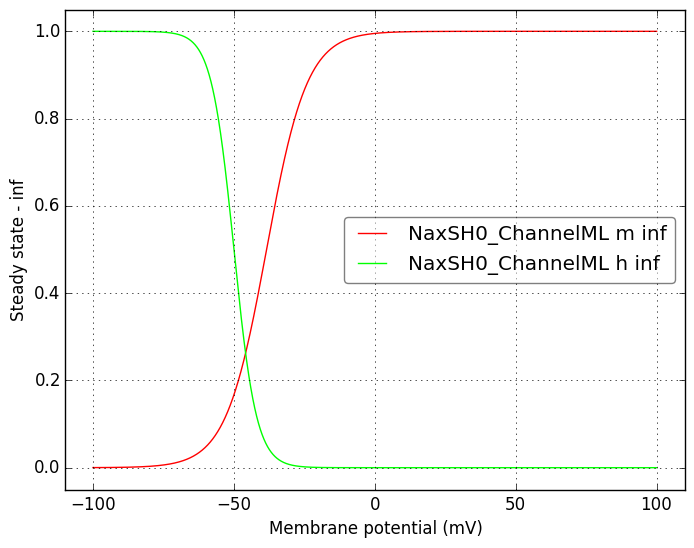 1.0
0.8
0.6
0.4
0.2
0.0
Steady state - inf
NaxSH0_ChannelML m inf
NaxSH0_ChannelML h inf
−100
−50
0
50
100
Membrane potential (mV)